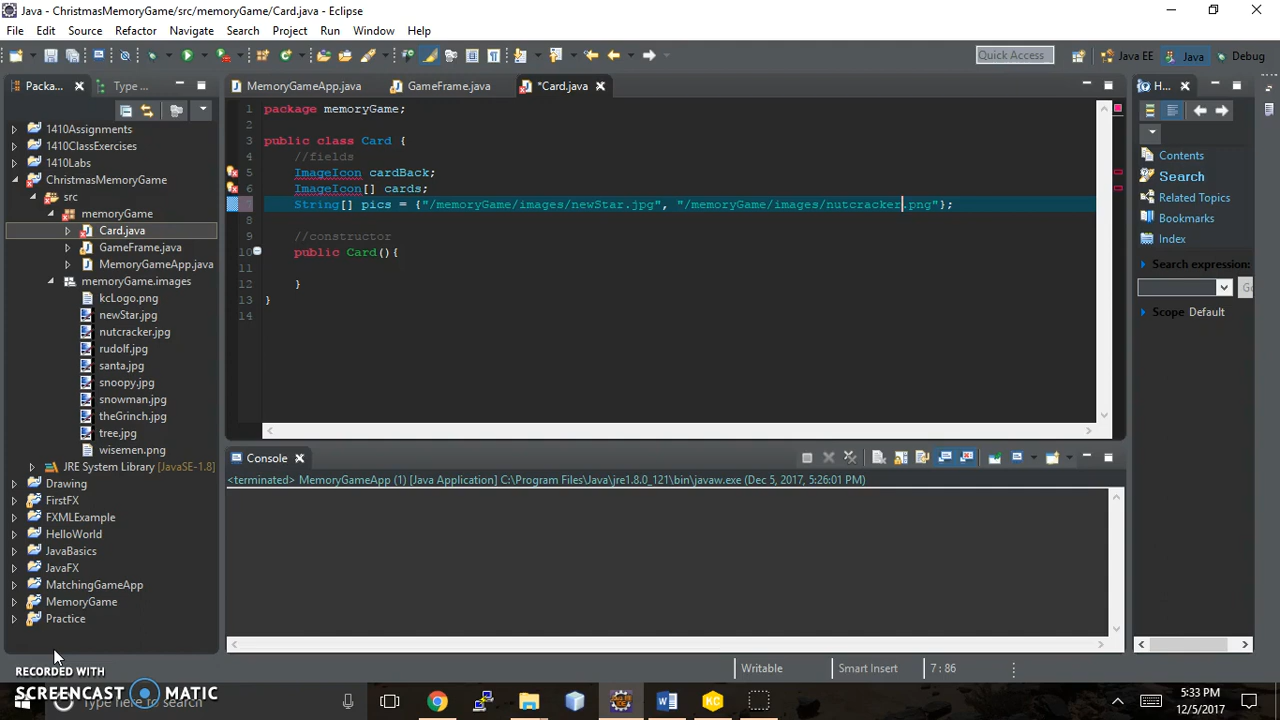 Java - ChristmasMemoryGame/src/memoryGame/Card.java - Eclipse
File Edit Source Refactor Navigate Search Project Run Window Help
Quick Access Java EE Java Debug
Packa... Type ... MemoryGameApp.java GameFrame.java *Card.java H...
1410Assignments
1410ClassExercises
1410Labs
ChristmasMemoryGame
src
memoryGame
Card.java
GameFrame.java
MemoryGameApp.java
memoryGame.images
kcLogo.png
newStar.jpg
nutcracker.jpg
rudolf.jpg
santa.jpg
snoopy.jpg
snowman.jpg
theGrinch.jpg
tree.jpg
wisemen.png
JRE System Library [JavaSE-1.8]
Drawing
FirstFX
FXMLExample
HelloWorld
JavaBasics
JavaFX
MatchingGameApp
MemoryGame
Practice
1 package memoryGame;
2
3 public class Card {
4 //fields
5 ImageIcon cardBack;
6 ImageIcon[] cards;
7 String[] pics = {"/memoryGame/images/newStar.jpg", "/memoryGame/images/nutcracker.png"};
8
9 //constructor
10 public Card(){
11
12 }
13 }
14
Contents
Search
Related Topics
Bookmarks
Index
Search expression:
Go
Scope Default
Console
<terminated> MemoryGameApp (1) [Java Application] C:\Program Files\Java\jre1.8.0_121\bin\javaw.exe (Dec 5, 2017, 5:26:01 PM)
Writable Smart Insert 7 : 86
RECORDED WITH
SCREENCAST MATIC
Type here to search
KC
5:33 PM
12/5/2017